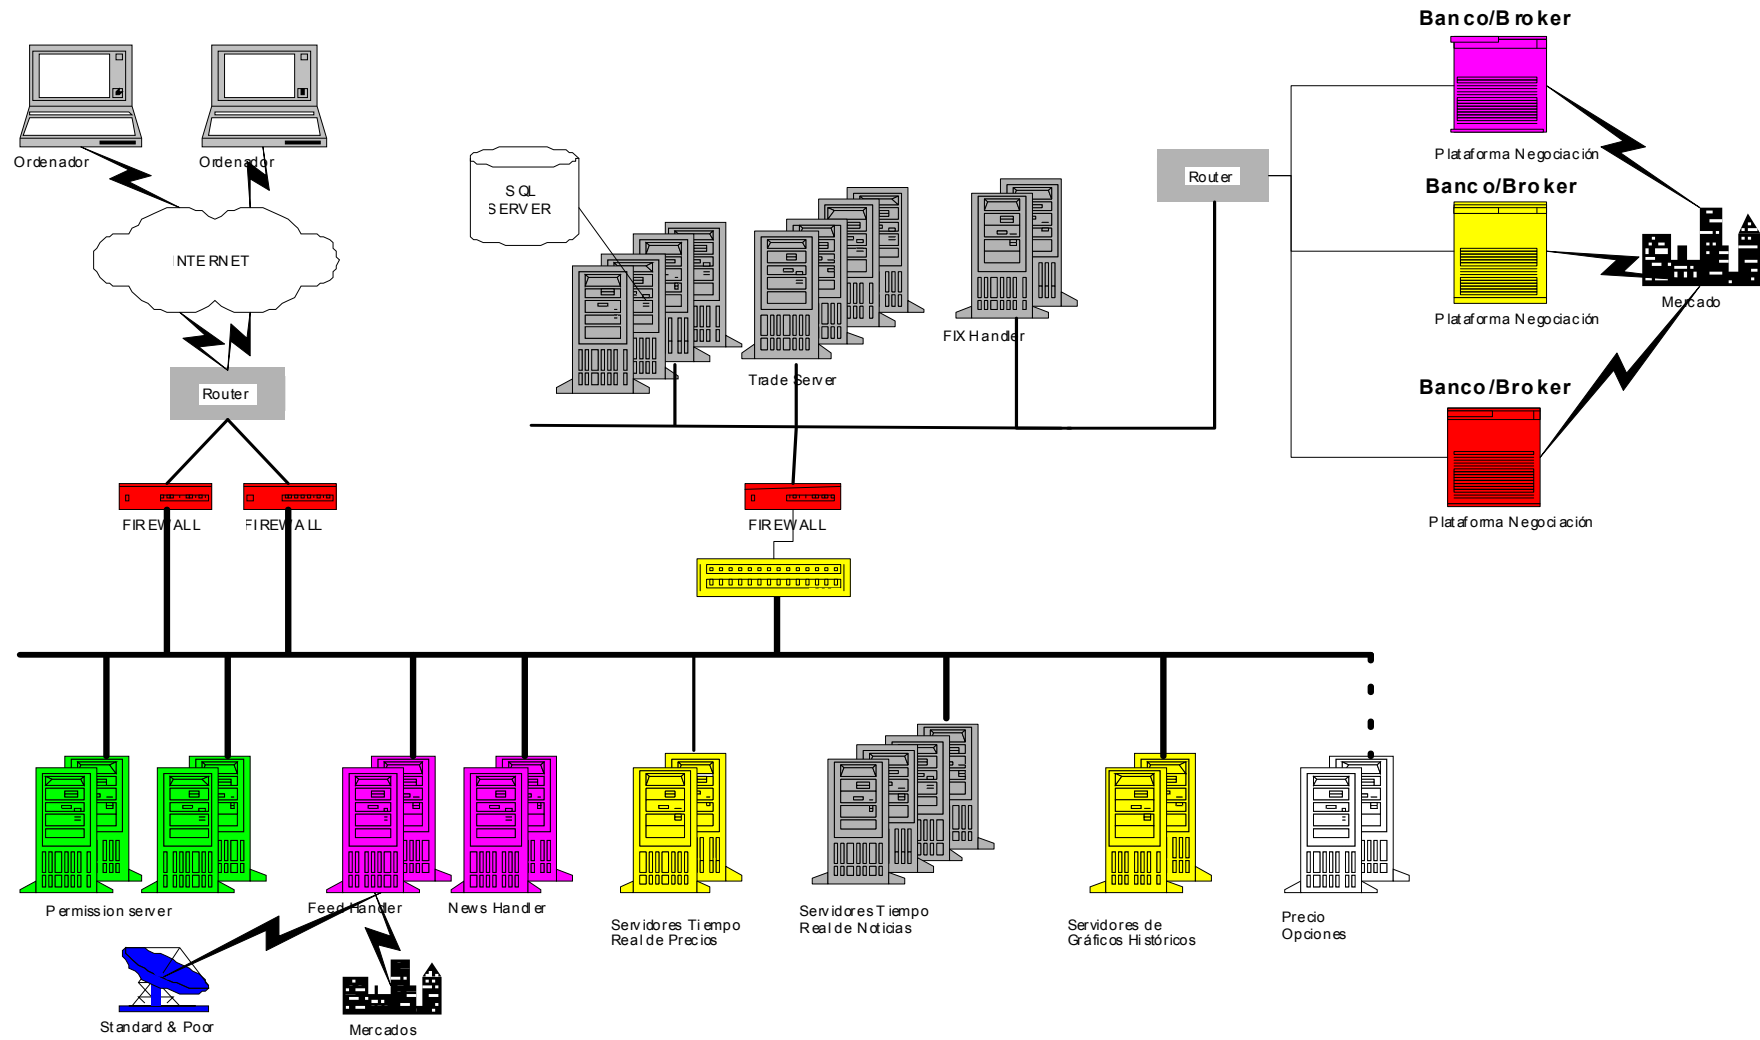 Banco/Broker
Ordenador
Ordenador
Plataforma Negociación
SQL
SERVER
Router
Banco/Broker
INTERNET
Mercado
Plataforma Negociación
FIX Handler
Trade Server
Router
Banco/Broker
FIREWALL
FIREWALL
FIREWALL
Plataforma Negociación
Permission server
Feed Handler
News Handler
Servidores Tiempo
Real de Precios
Servidores Tiempo
Real de Noticias
Servidores de
Gráficos Históricos
Precio
Opciones
Standard & Poor
Mercados